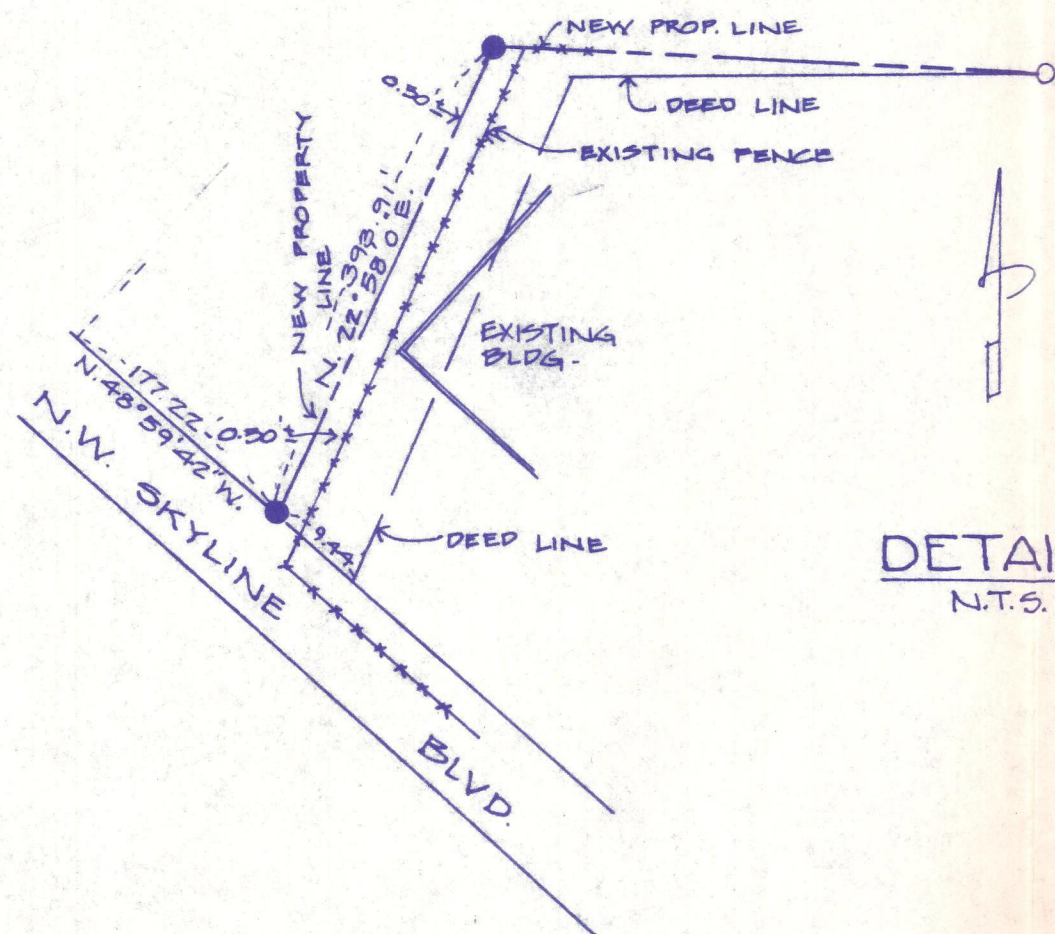 NEW PROP. LINE
0.50'±
DEED LINE
EXISTING FENCE
NEW PROPERTY
LINE
393.91'
N. 22°58'0"E.
EXISTING
BLDG.
177.22'
N.48°59'42"W.
0.50'±
N.W. SKYLINE BLVD.
9.44'
DEED LINE
DETAI
N.T.S.